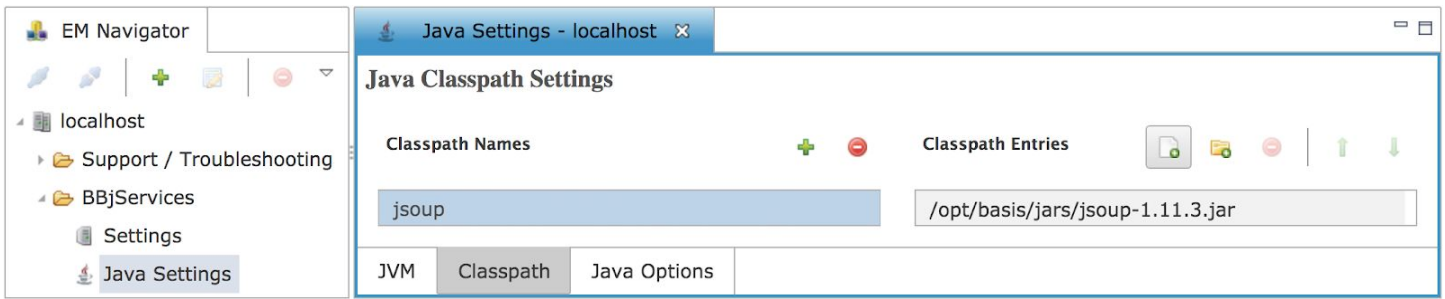 EM Navigator
localhost
Support / Troubleshooting
BBjServices
Settings
Java Settings
Java Settings - localhost
Java Classpath Settings
Classpath Names
Classpath Entries
jsoup
/opt/basis/jars/jsoup-1.11.3.jar
JVM
Classpath
Java Options